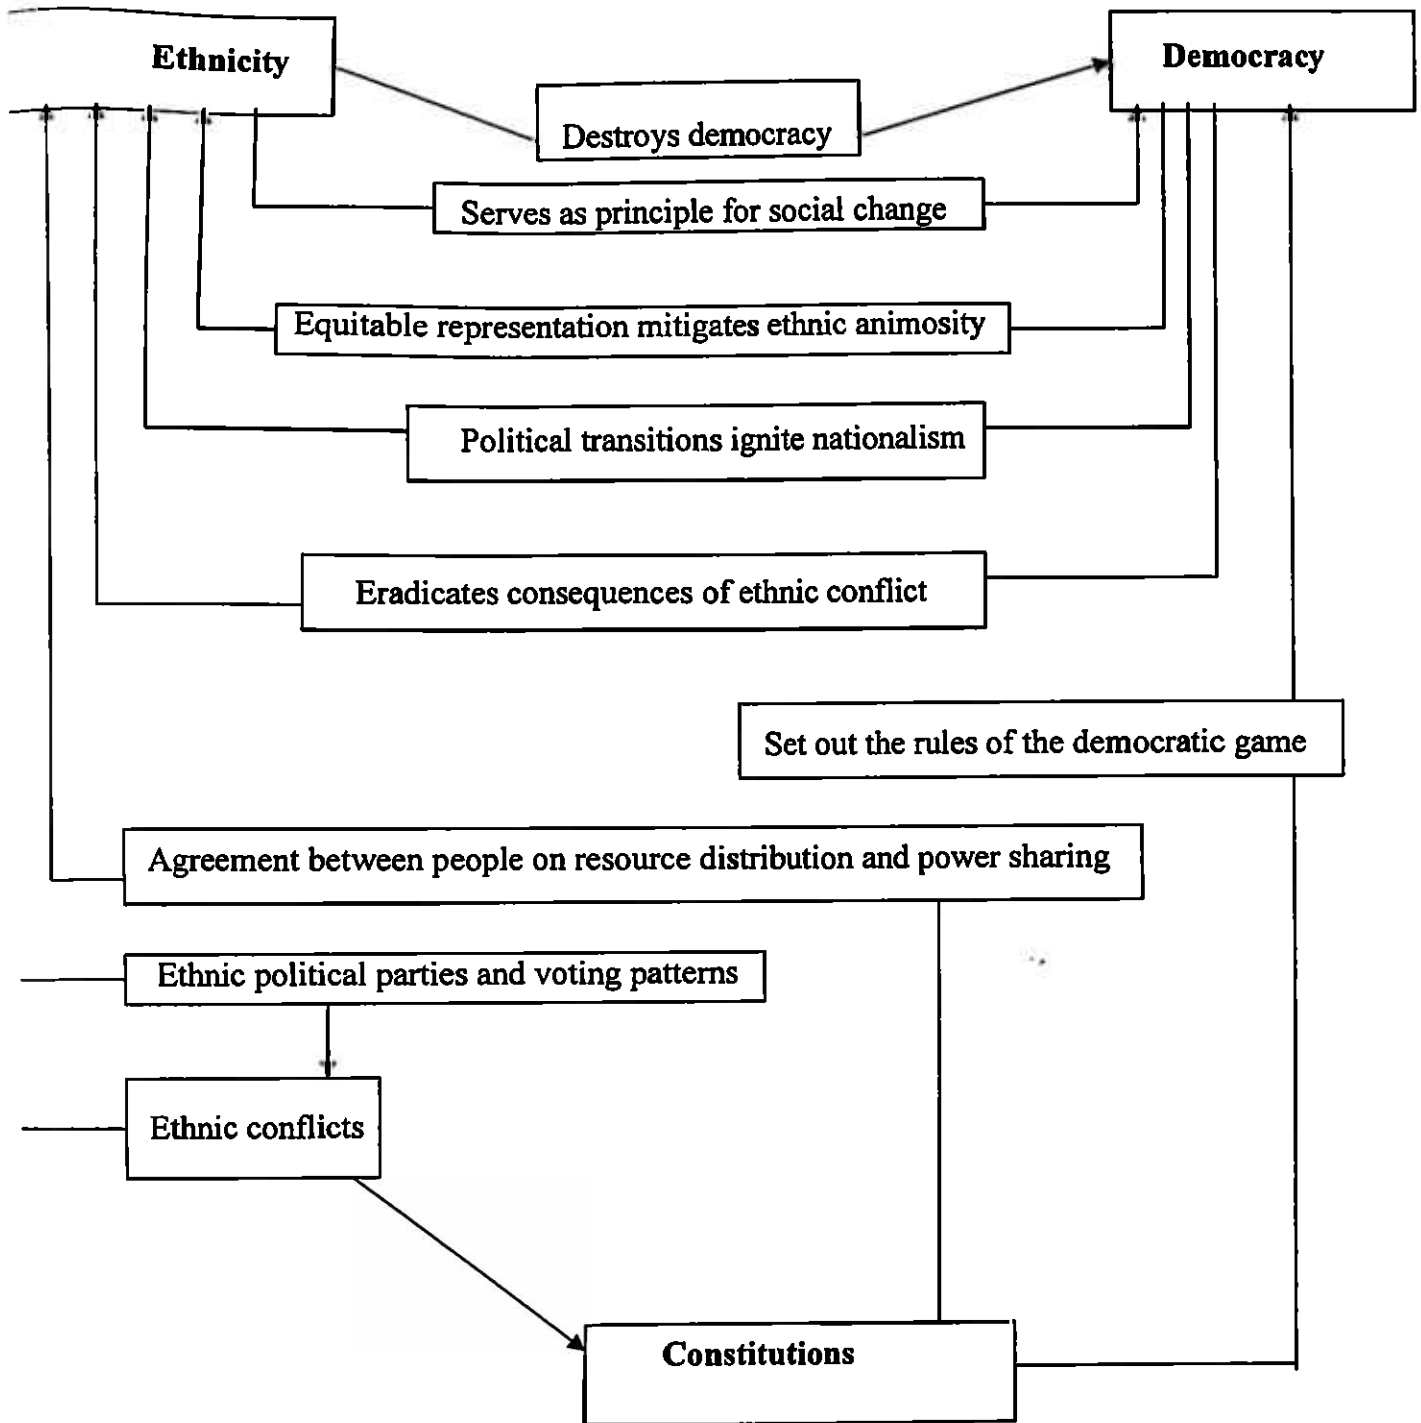 Ethnicity
Democracy
Destroys democracy
Serves as principle for social change
Equitable representation mitigates ethnic animosity
Political transitions ignite nationalism
Eradicates consequences of ethnic conflict
Set out the rules of the democratic game
Agreement between people on resource distribution and power sharing
Ethnic political parties and voting patterns
Ethnic conflicts
Constitutions